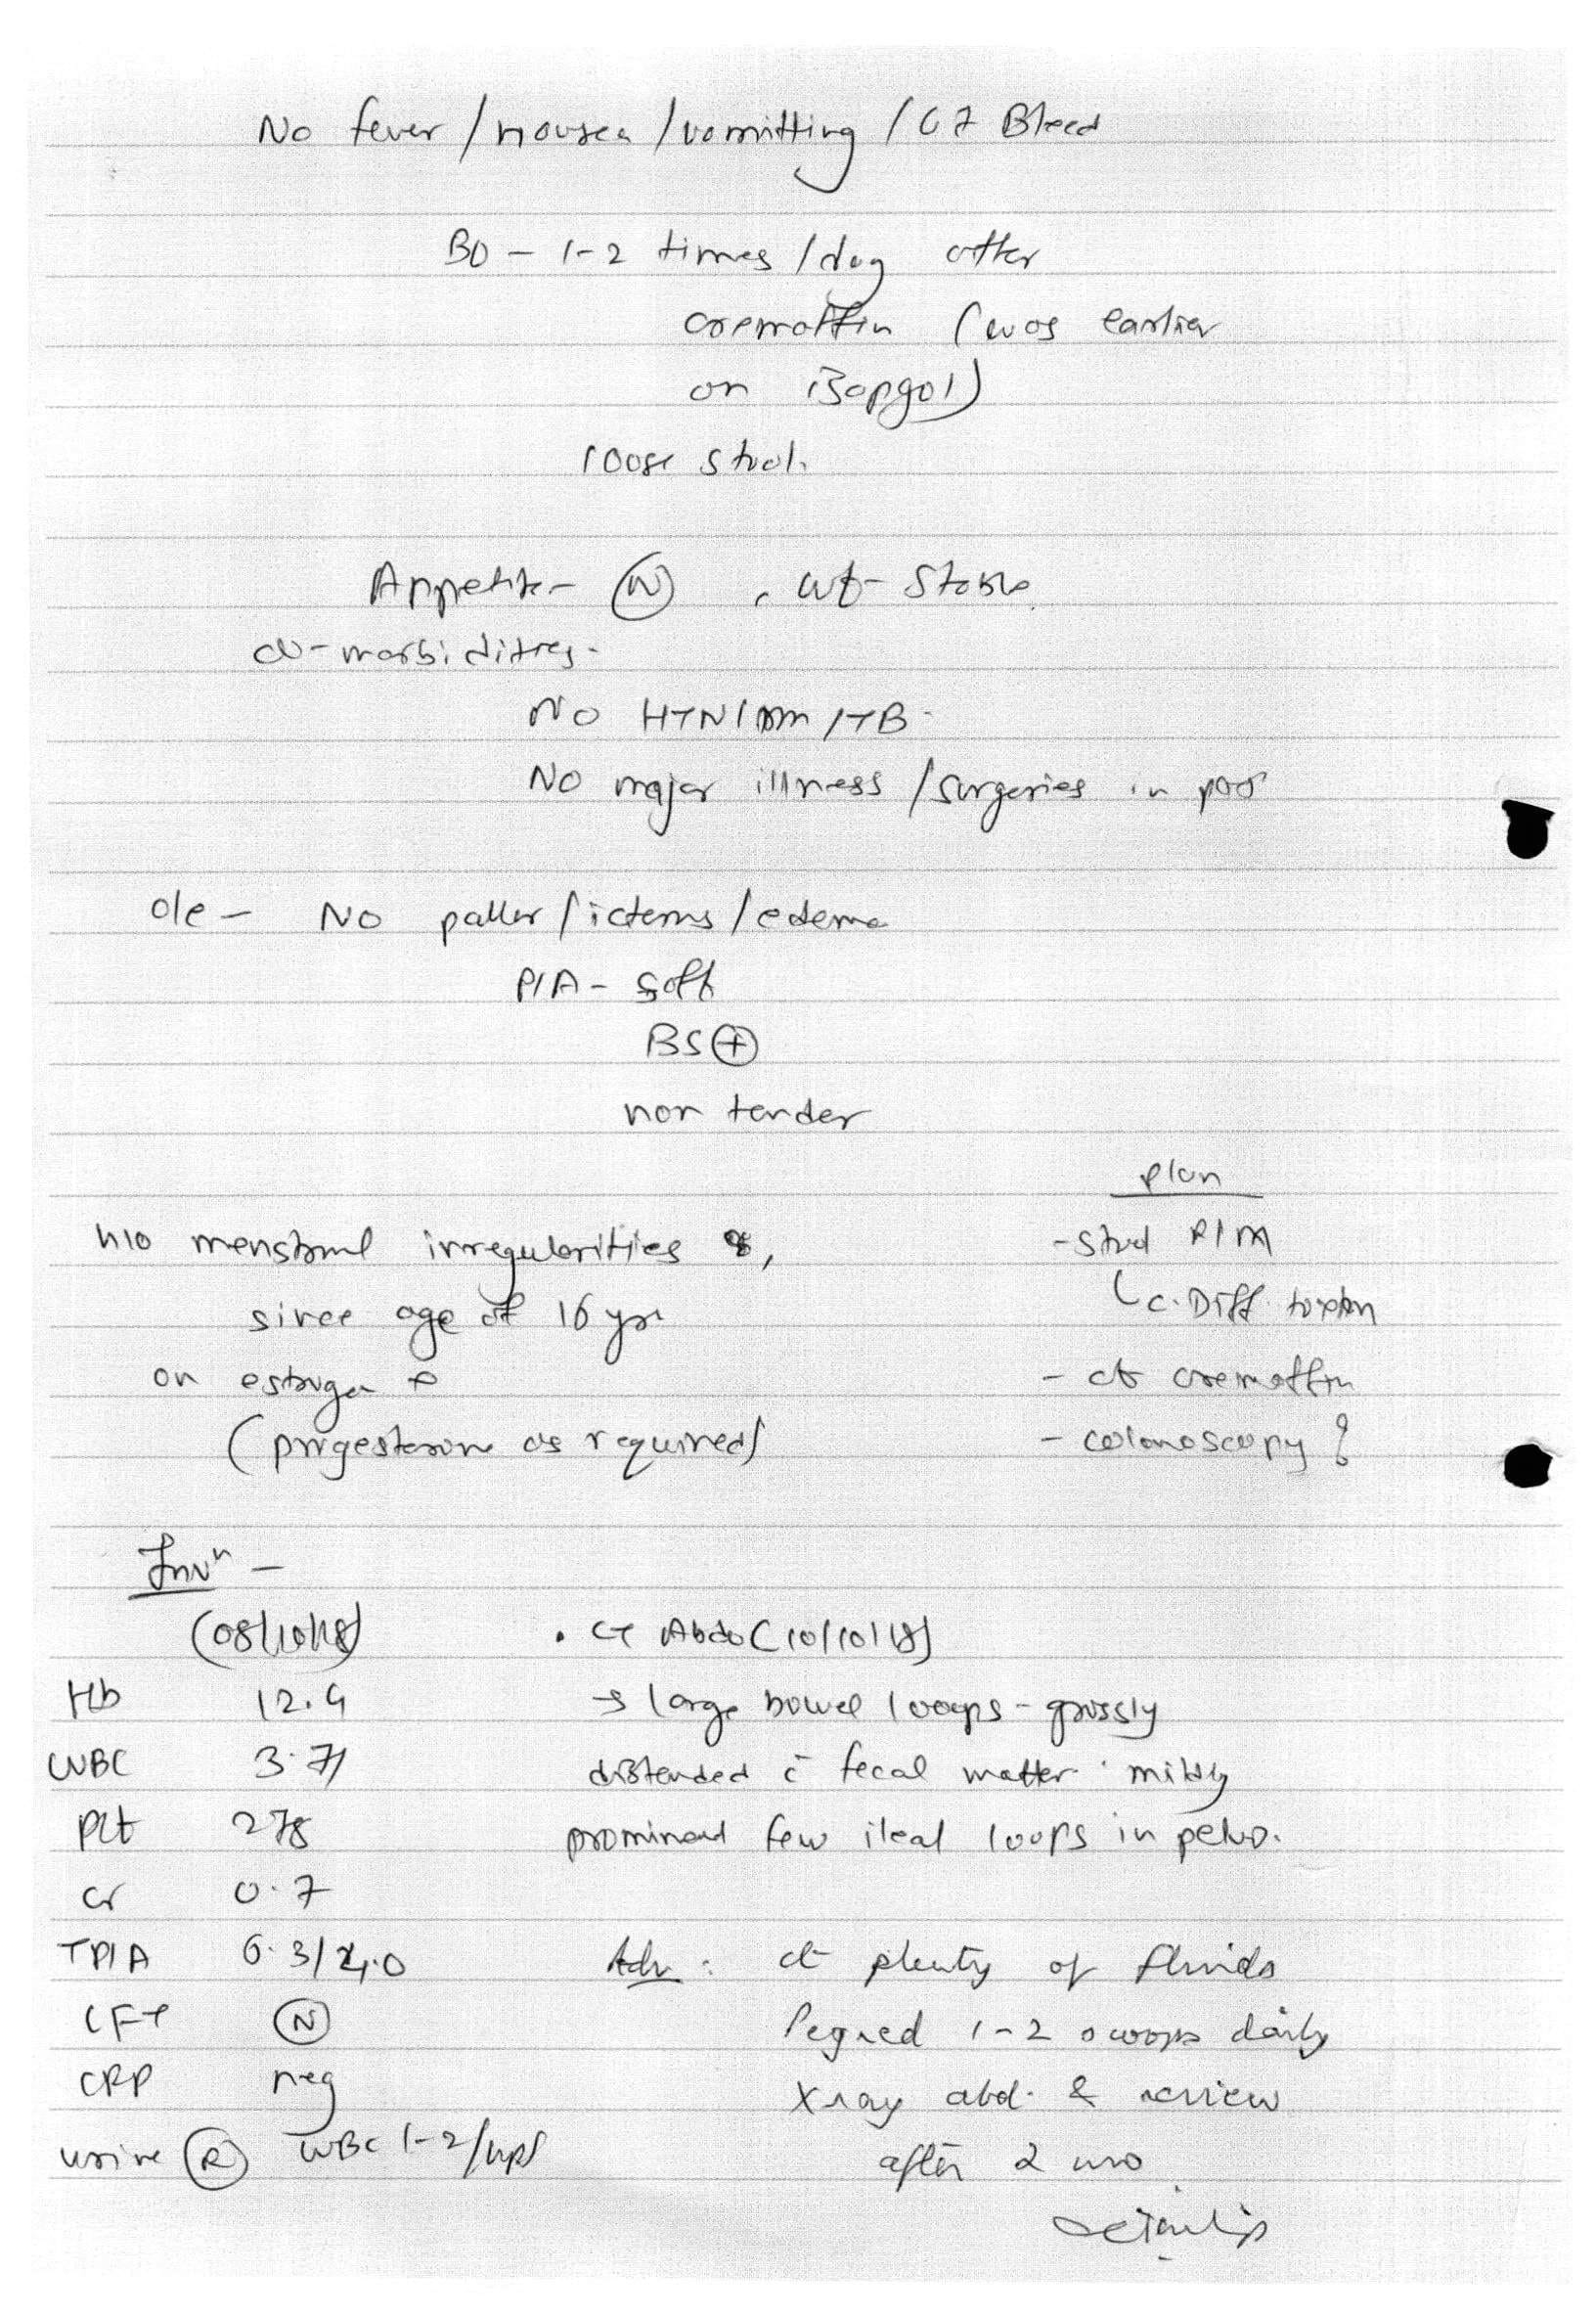 No fever / nousea / vomitting / GI Bleed
BO - 1-2 times / day after
cremaffin (was earlier
on isopgol)
loose stool.
Appetite - (N) , wt - Stable
co-morbidities -
No HTN / DM / TB -
No major illness / surgeries in past
o/e - No pallor / icterus / edema
P/A - soft
BS (+)
non tender
plan
h/o menstrual irregularities ,
- stool R/M
since age of 16 yrs
C. Diff. toxin
on estrogen
- ct cremaffin
(progesterone as required)
- colonoscopy ?
Invn -
(08/10/18)
. CT Abdo (10/10/18)
Hb 12.4
→ large bowel looops - grossly
WBC 3.71
distended c̄ fecal matter. mildly
Plt 278
prominent few ileal loops in pelvis.
Cr 0.7
TP/A 6.3/4.0
Adv : ct plenty of fluids
LFT (N)
Pegred 1-2 scoops daily
CRP neg
Xray abd. & review
urine (R) WBC 1-2/hpf
after 2 mo